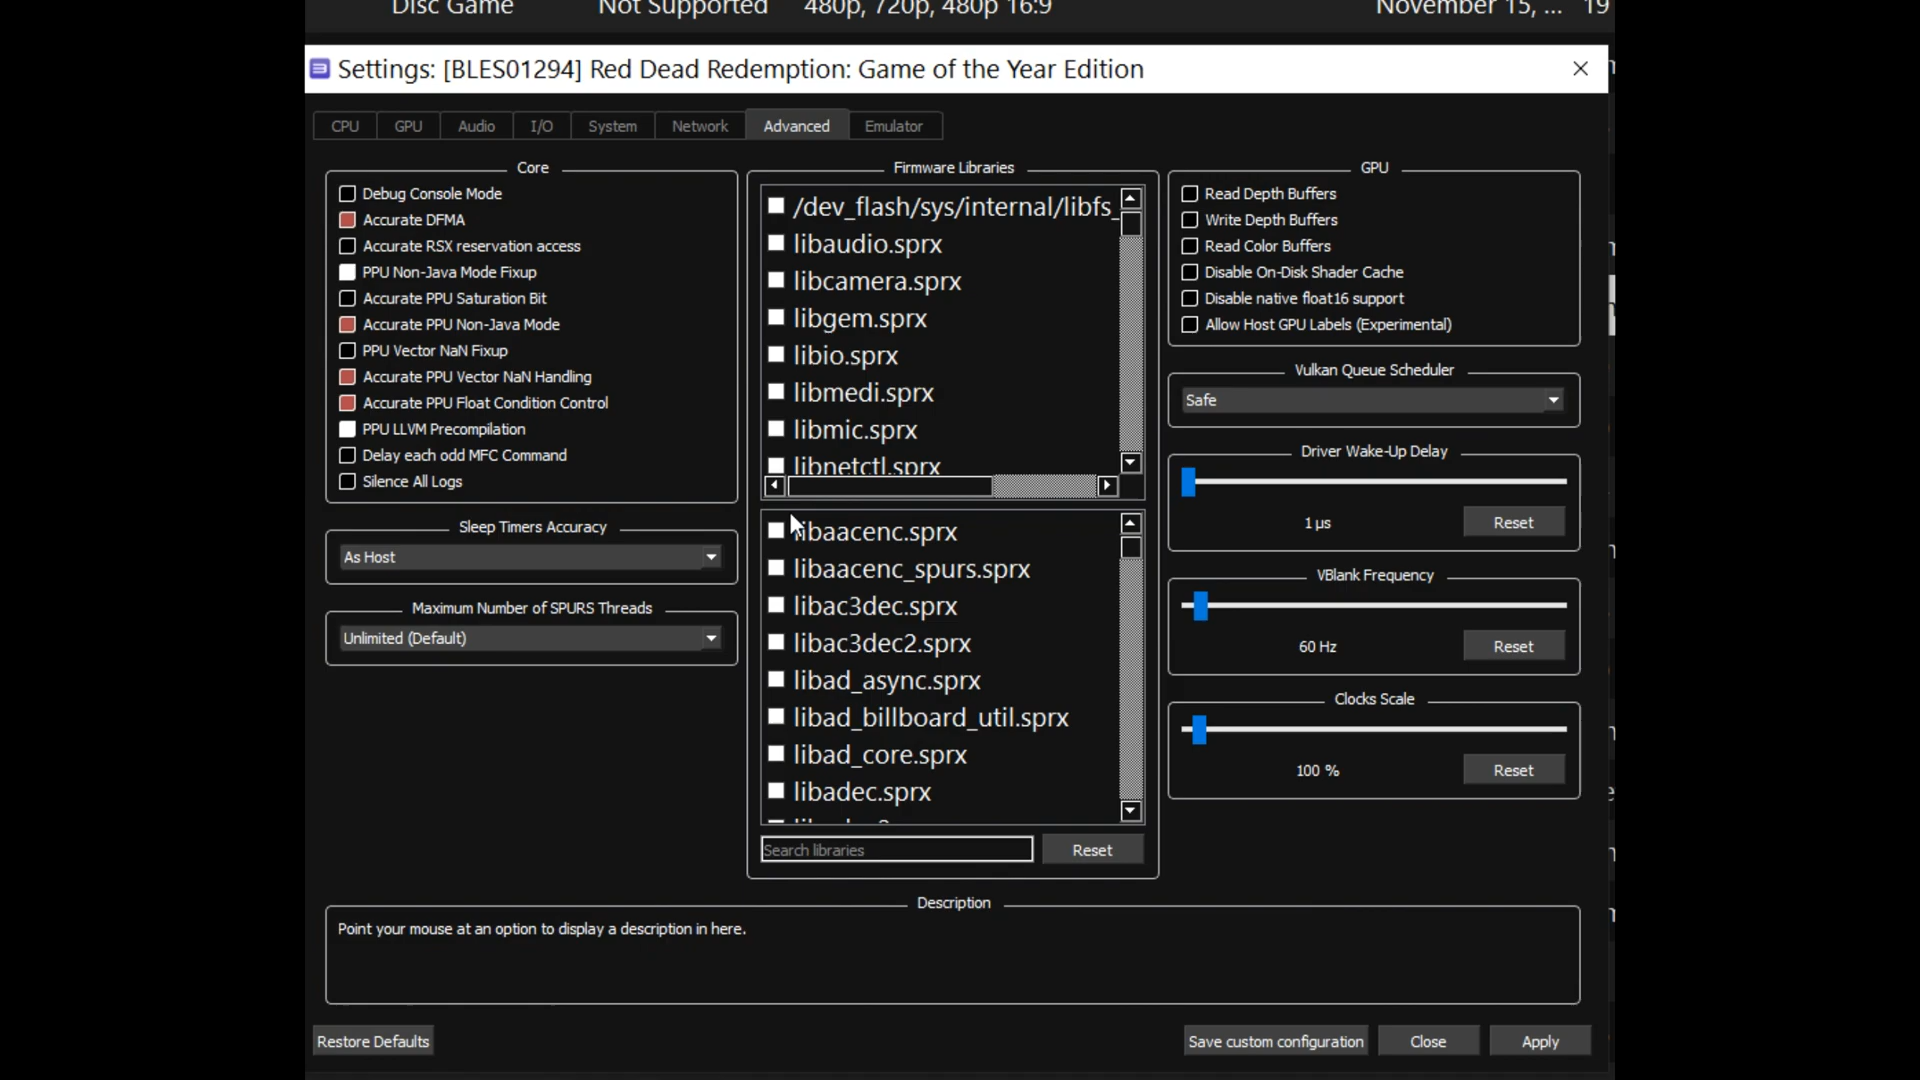 Disc Game Not Supported 480p, 720p, 480p 16:9 November 15, ... 19
Settings: [BLES01294] Red Dead Redemption: Game of the Year Edition
CPU GPU Audio I/O System Network Advanced Emulator
Core
Debug Console Mode
Accurate DFMA
Accurate RSX reservation access
PPU Non-Java Mode Fixup
Accurate PPU Saturation Bit
Accurate PPU Non-Java Mode
PPU Vector NaN Fixup
Accurate PPU Vector NaN Handling
Accurate PPU Float Condition Control
PPU LLVM Precompilation
Delay each odd MFC Command
Silence All Logs
Sleep Timers Accuracy
As Host
Maximum Number of SPURS Threads
Unlimited (Default)
Firmware Libraries
/dev_flash/sys/internal/libfs_
libaudio.sprx
libcamera.sprx
libgem.sprx
libio.sprx
libmedi.sprx
libmic.sprx
libnetctl.sprx
libaacenc.sprx
libaacenc_spurs.sprx
libac3dec.sprx
libac3dec2.sprx
libad_async.sprx
libad_billboard_util.sprx
libad_core.sprx
libadec.sprx
Search libraries
Reset
GPU
Read Depth Buffers
Write Depth Buffers
Read Color Buffers
Disable On-Disk Shader Cache
Disable native float16 support
Allow Host GPU Labels (Experimental)
Vulkan Queue Scheduler
Safe
Driver Wake-Up Delay
1 µs
Reset
VBlank Frequency
60 Hz
Reset
Clocks Scale
100 %
Reset
Description
Point your mouse at an option to display a description in here.
Restore Defaults
Save custom configuration
Close
Apply